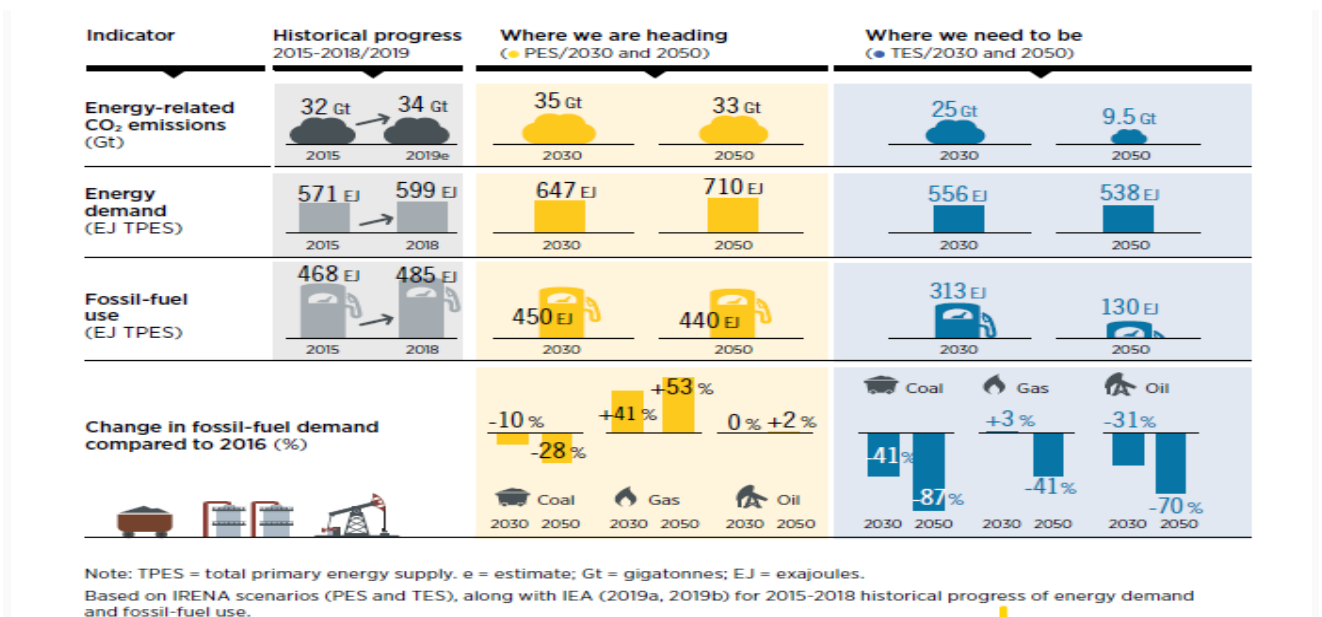 Indicator
Historical progress
2015-2018/2019
Where we are heading
(● PES/2030 and 2050)
Where we need to be
(● TES/2030 and 2050)
Energy-related
CO₂ emissions
(Gt)
32 Gt
34 Gt
2015
2019e
35 Gt
33 Gt
2030
2050
25 Gt
9.5 Gt
2030
2050
Energy
demand
(EJ TPES)
571 EJ
599 EJ
2015
2018
647 EJ
710 EJ
2030
2050
556 EJ
538 EJ
2030
2050
Fossil-fuel
use
(EJ TPES)
468 EJ
485 EJ
2015
2018
450 EJ
440 EJ
2030
2050
313 EJ
130 EJ
2030
2050
Change in fossil-fuel demand
compared to 2016 (%)
-10 %
-28 %
+41 %
+53 %
0 % +2 %
Coal
Gas
Oil
2030 2050
2030 2050
2030 2050
Coal
Gas
Oil
-41%
-87%
+3 %
-41%
-31%
-70 %
2030 2050
2030 2050
2030 2050
Note: TPES = total primary energy supply. e = estimate; Gt = gigatonnes; EJ = exajoules.
Based on IRENA scenarios (PES and TES), along with IEA (2019a, 2019b) for 2015-2018 historical progress of energy demand
and fossil-fuel use.